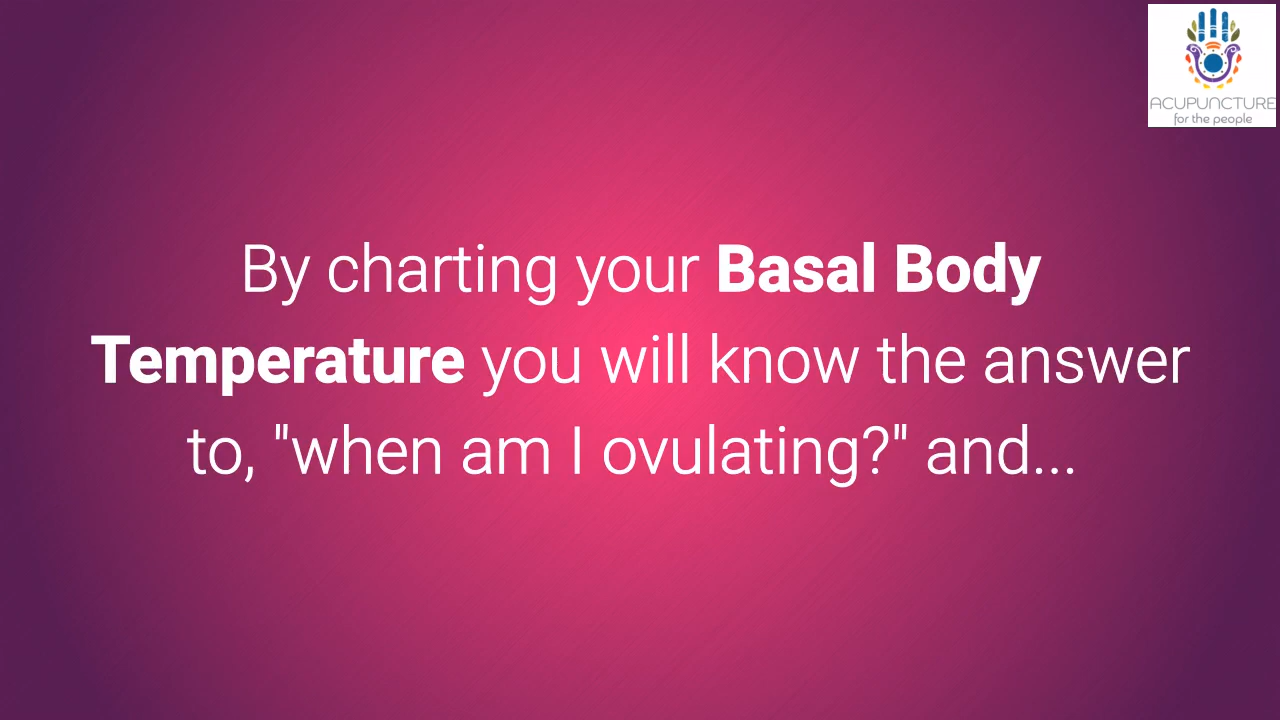 ACUPUNCTURE
for the people
By charting your Basal Body
Temperature you will know the answer
to, "when am I ovulating?" and...